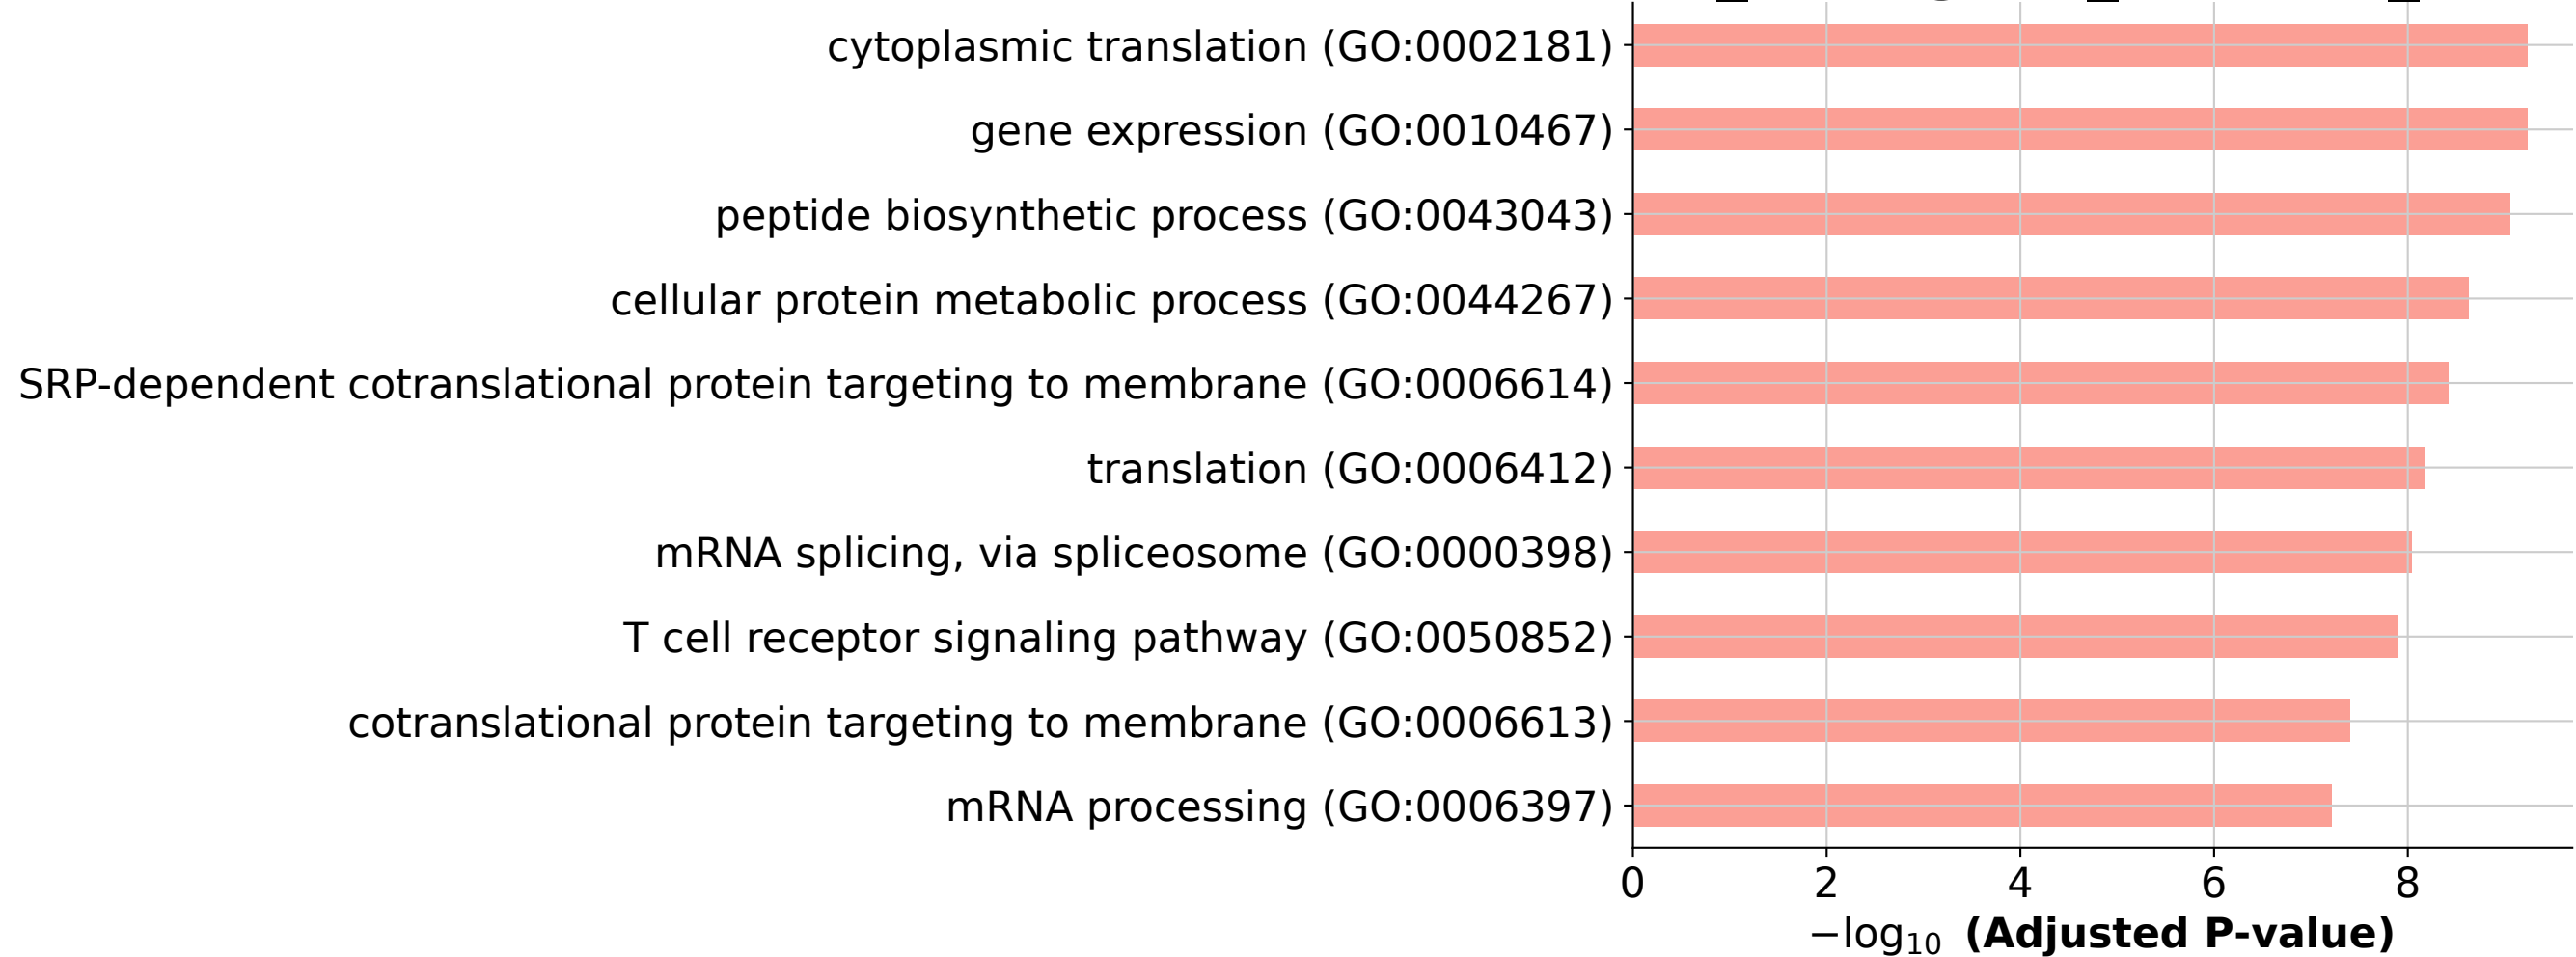 cytoplasmic translation (GO:0002181)
gene expression (GO:0010467)
peptide biosynthetic process (GO:0043043)
cellular protein metabolic process (GO:0044267)
SRP-dependent cotranslational protein targeting to membrane (GO:0006614)
translation (GO:0006412)
mRNA splicing, via spliceosome (GO:0000398)
T cell receptor signaling pathway (GO:0050852)
cotranslational protein targeting to membrane (GO:0006613)
mRNA processing (GO:0006397)
0 2 4 6 8
−log₁₀ (Adjusted P-value)